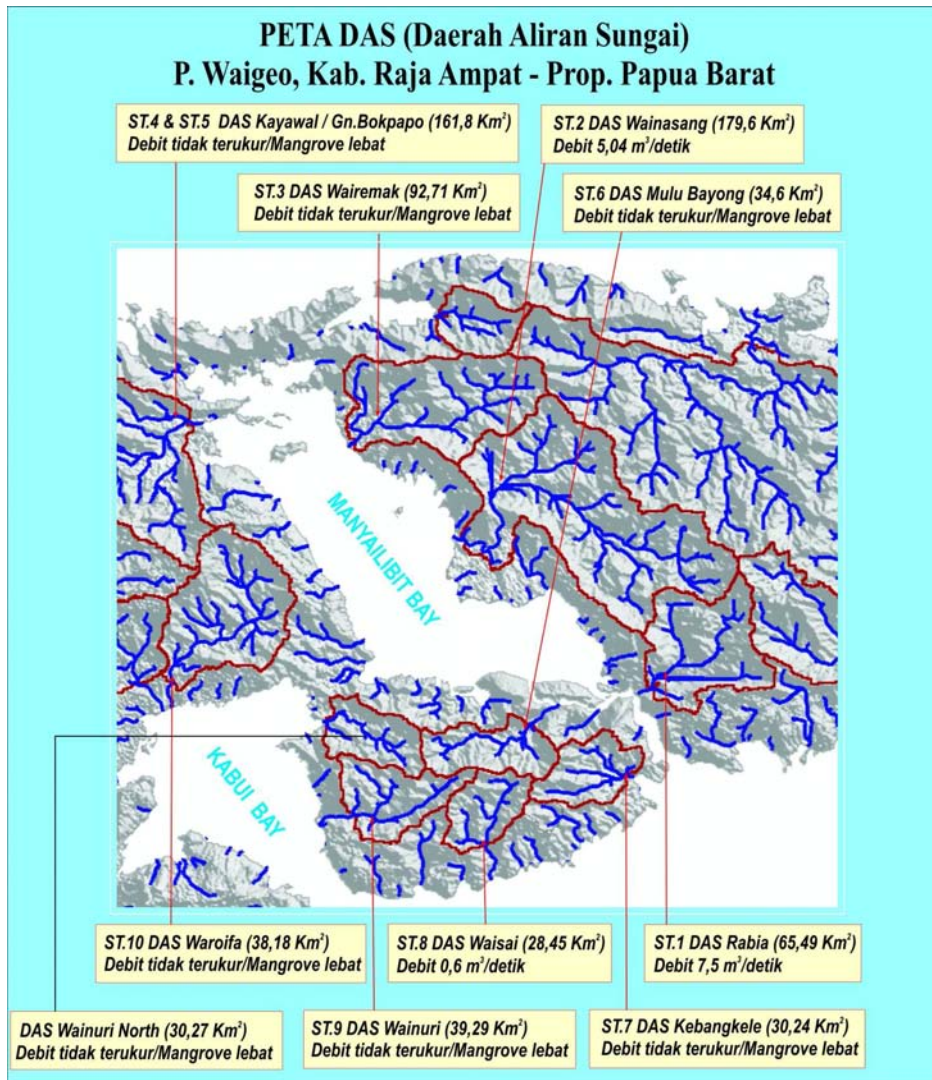 PETA DAS (Daerah Aliran Sungai)
P. Waigeo, Kab. Raja Ampat - Prop. Papua Barat
ST.4 & ST.5 DAS Kayawal / Gn.Bokpapo (161,8 Km²)
Debit tidak terukur/Mangrove lebat
ST.2 DAS Wainasang (179,6 Km²)
Debit 5,04 m³/detik
ST.3 DAS Wairemak (92,71 Km²)
Debit tidak terukur/Mangrove lebat
ST.6 DAS Mulu Bayong (34,6 Km²)
Debit tidak terukur/Mangrove lebat
MANYAILIBIT BAY
KABUI BAY
ST.10 DAS Waroifa (38,18 Km²)
Debit tidak terukur/Mangrove lebat
ST.8 DAS Waisai (28,45 Km²)
Debit 0,6 m³/detik
ST.1 DAS Rabia (65,49 Km²)
Debit 7,5 m³/detik
DAS Wainuri North (30,27 Km²)
Debit tidak terukur/Mangrove lebat
ST.9 DAS Wainuri (39,29 Km²)
Debit tidak terukur/Mangrove lebat
ST.7 DAS Kebangkele (30,24 Km²)
Debit tidak terukur/Mangrove lebat